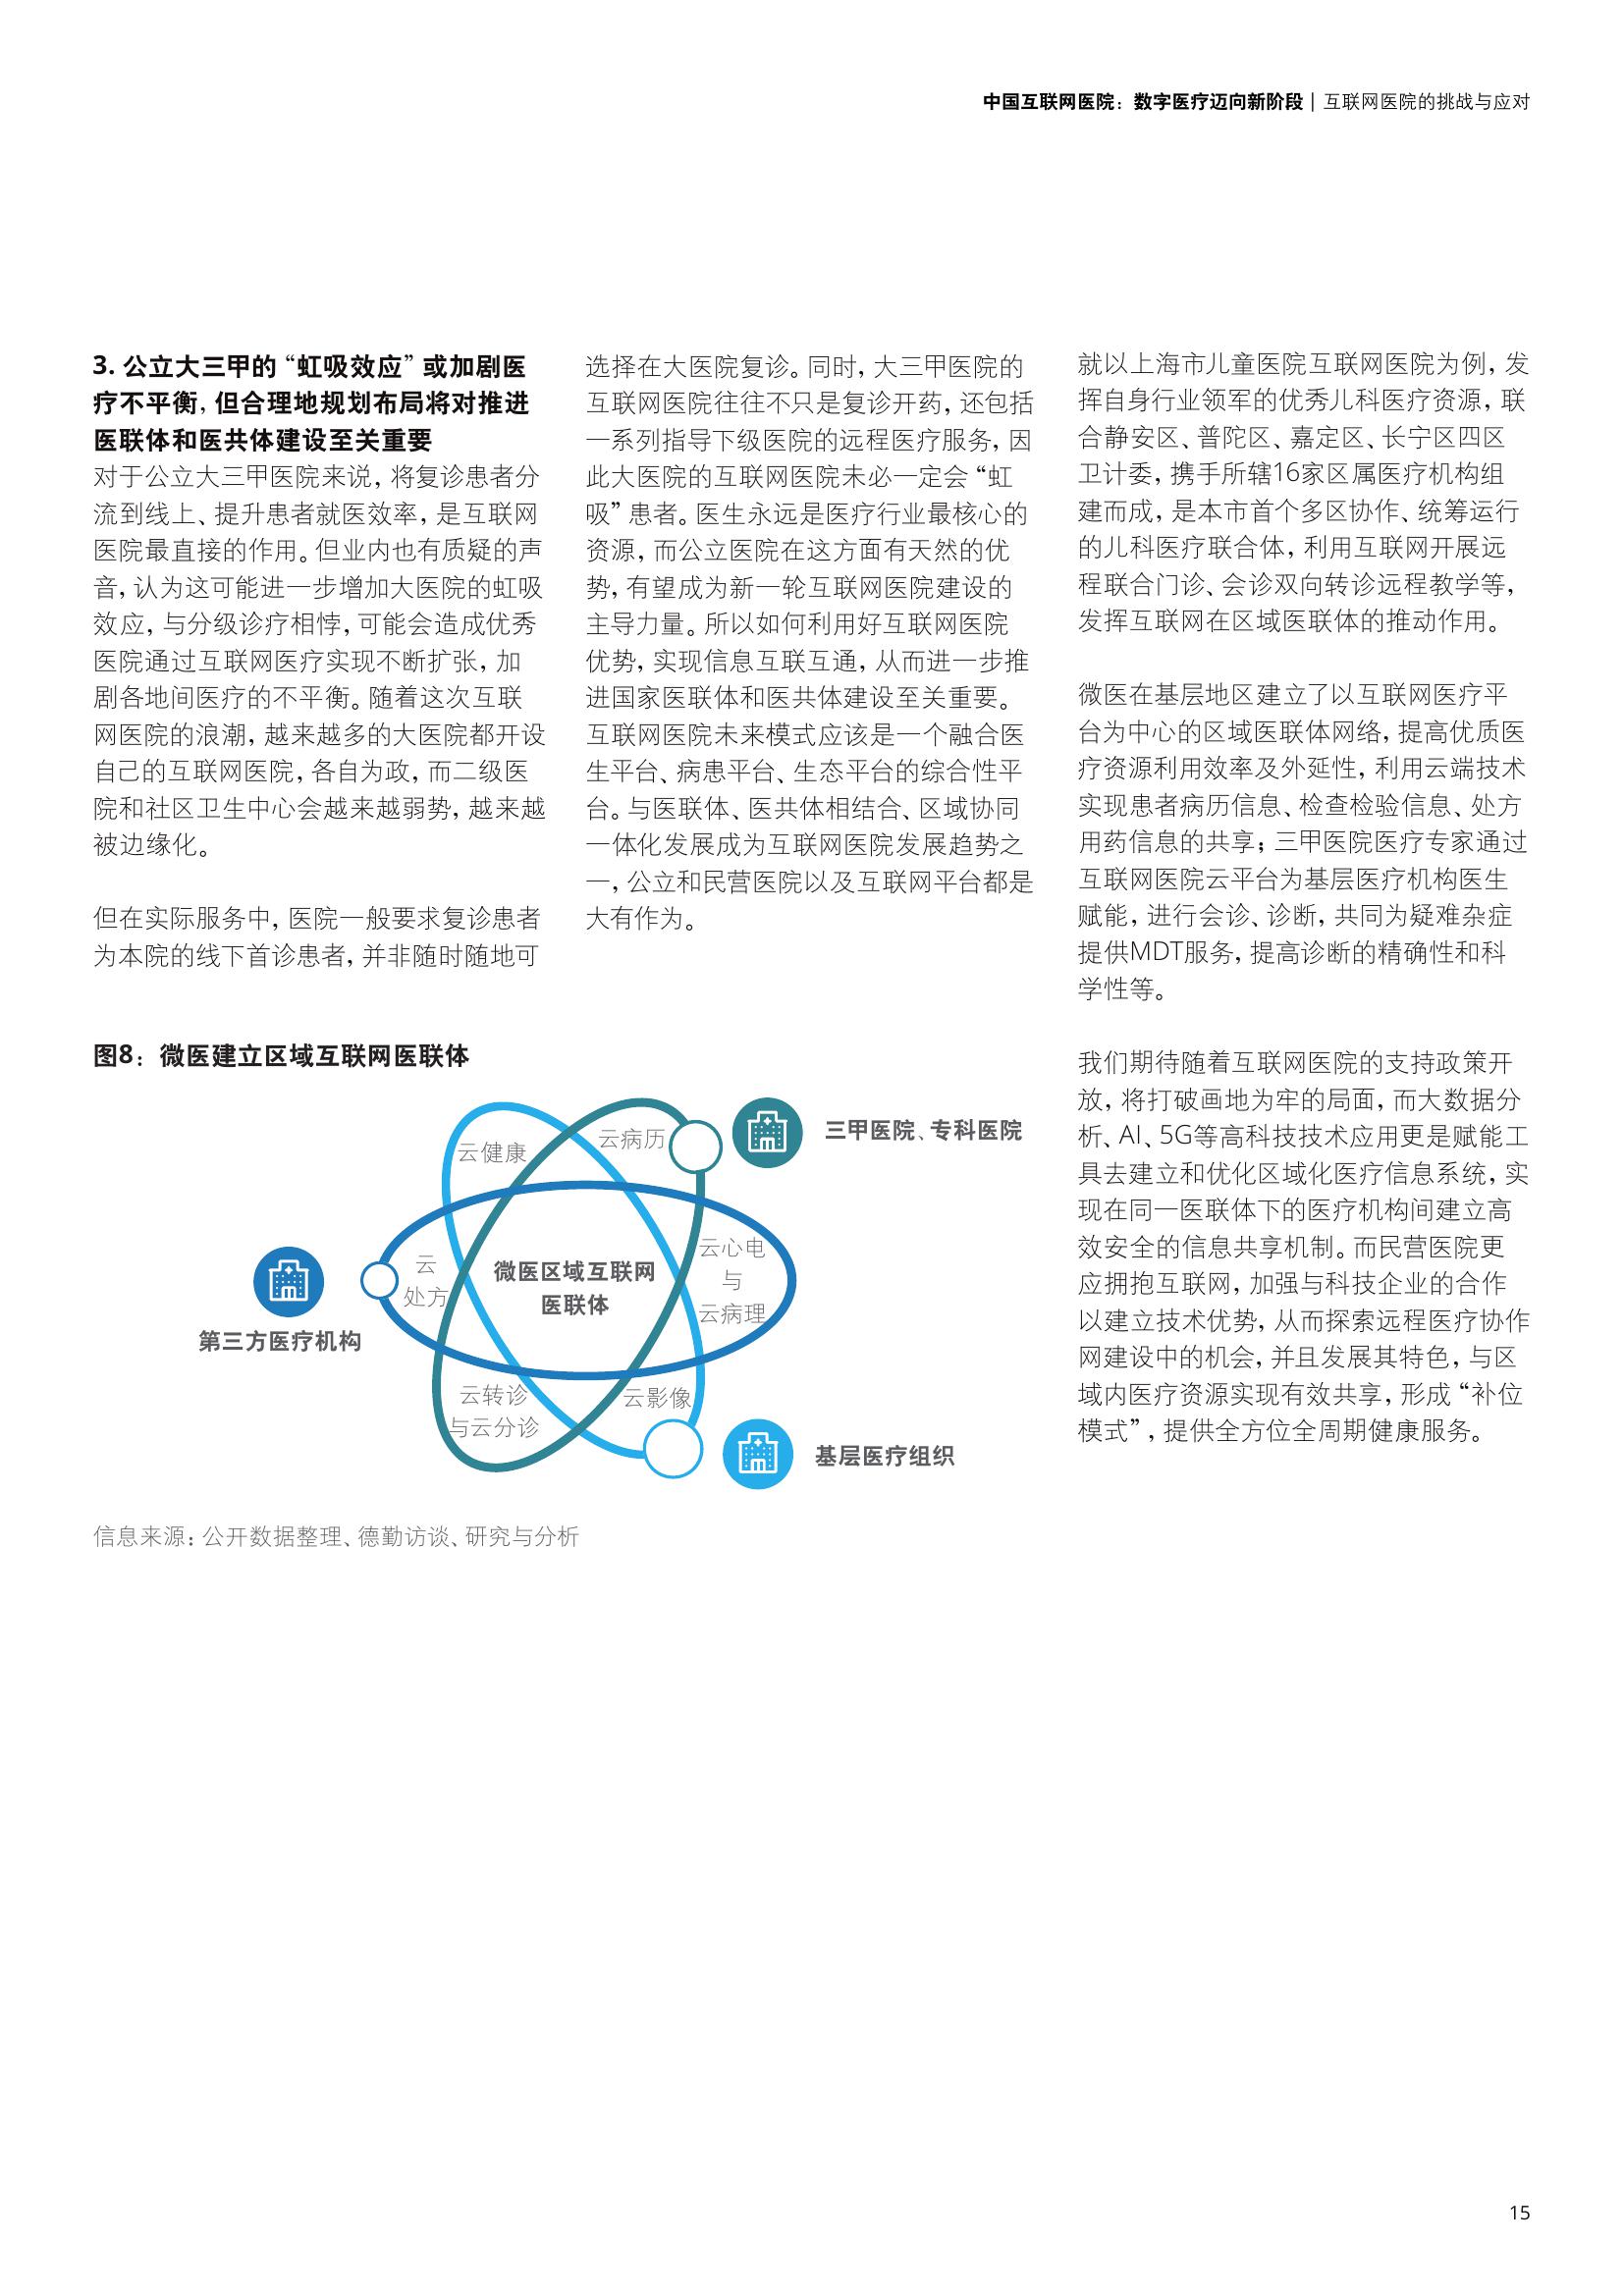 中国互联网医院：数字医疗迈向新阶段 | 互联网医院的挑战与应对
3. 公立大三甲的“虹吸效应”或加剧医
疗不平衡，但合理地规划布局将对推进
医联体和医共体建设至关重要
对于公立大三甲医院来说，将复诊患者分
流到线上、提升患者就医效率，是互联网
医院最直接的作用。但业内也有质疑的声
音，认为这可能进一步增加大医院的虹吸
效应，与分级诊疗相悖，可能会造成优秀
医院通过互联网医疗实现不断扩张，加
剧各地间医疗的不平衡。随着这次互联
网医院的浪潮，越来越多的大医院都开设
自己的互联网医院，各自为政，而二级医
院和社区卫生中心会越来越弱势，越来越
被边缘化。
但在实际服务中，医院一般要求复诊患者
为本院的线下首诊患者，并非随时随地可
选择在大医院复诊。同时，大三甲医院的
互联网医院往往不只是复诊开药，还包括
一系列指导下级医院的远程医疗服务，因
此大医院的互联网医院未必一定会“虹
吸”患者。医生永远是医疗行业最核心的
资源，而公立医院在这方面有天然的优
势，有望成为新一轮互联网医院建设的
主导力量。所以如何利用好互联网医院
优势，实现信息互联互通，从而进一步推
进国家医联体和医共体建设至关重要。
互联网医院未来模式应该是一个融合医
生平台、病患平台、生态平台的综合性平
台。与医联体、医共体相结合、区域协同
一体化发展成为互联网医院发展趋势之
一，公立和民营医院以及互联网平台都是
大有作为。
就以上海市儿童医院互联网医院为例，发
挥自身行业领军的优秀儿科医疗资源，联
合静安区、普陀区、嘉定区、长宁区四区
卫计委，携手所辖16家区属医疗机构组
建而成，是本市首个多区协作、统筹运行
的儿科医疗联合体，利用互联网开展远
程联合门诊、会诊双向转诊远程教学等，
发挥互联网在区域医联体的推动作用。
微医在基层地区建立了以互联网医疗平
台为中心的区域医联体网络，提高优质医
疗资源利用效率及外延性，利用云端技术
实现患者病历信息、检查检验信息、处方
用药信息的共享；三甲医院医疗专家通过
互联网医院云平台为基层医疗机构医生
赋能，进行会诊、诊断，共同为疑难杂症
提供MDT服务，提高诊断的精确性和科
学性等。
我们期待随着互联网医院的支持政策开
放，将打破画地为牢的局面，而大数据分
析、AI、5G等高科技技术应用更是赋能工
具去建立和优化区域化医疗信息系统，实
现在同一医联体下的医疗机构间建立高
效安全的信息共享机制。而民营医院更
应拥抱互联网，加强与科技企业的合作
以建立技术优势，从而探索远程医疗协作
网建设中的机会，并且发展其特色，与区
域内医疗资源实现有效共享，形成“补位
模式”，提供全方位全周期健康服务。
图8：微医建立区域互联网医联体
云健康
云病历
三甲医院、专科医院
云
处方
微医区域互联网
医联体
云心电
与
云病理
第三方医疗机构
云转诊
与云分诊
云影像
基层医疗组织
信息来源：公开数据整理、德勤访谈、研究与分析
15